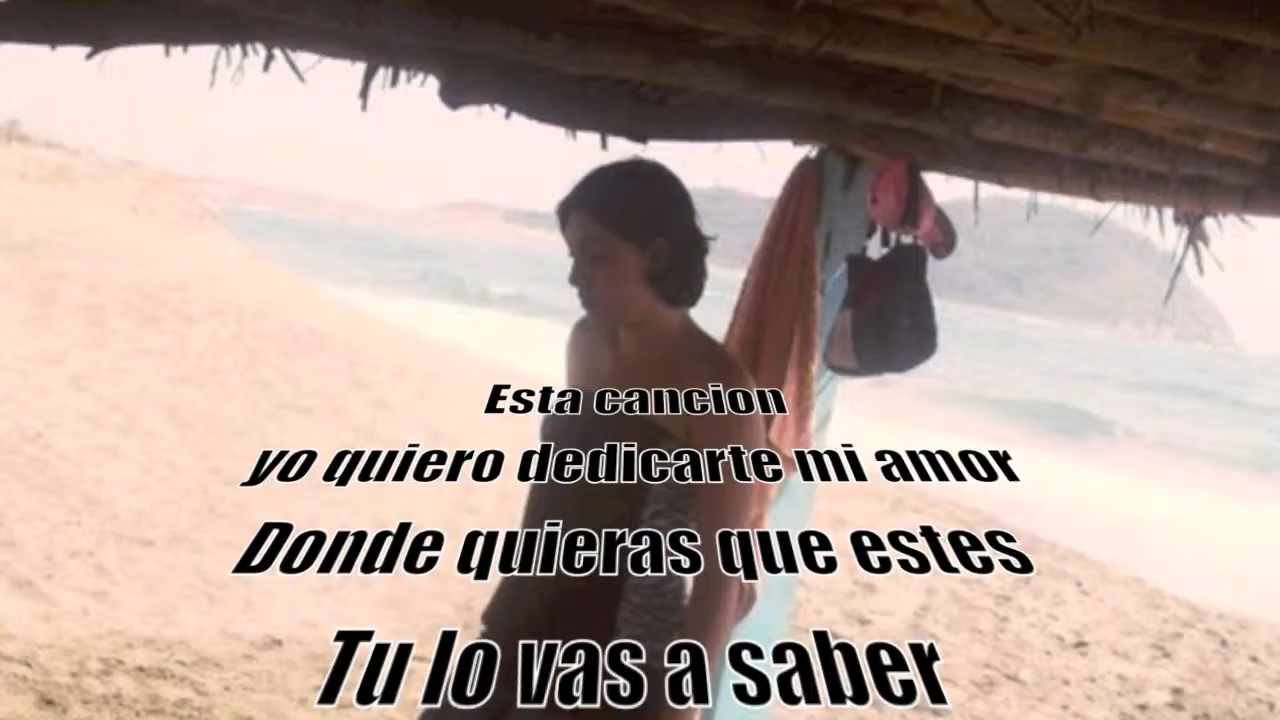 Esta cancion
yo quiero dedicarte mi amor
Donde quieras que estes
Tu lo vas a saber